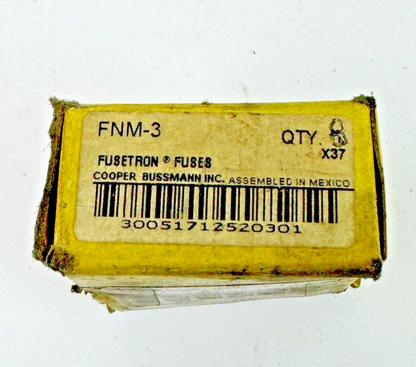 FNM-3
QTY.
X37
FUSETRON ® FUSES
COOPER BUSSMANN INC. ASSEMBLED IN MEXICO
30051712520301